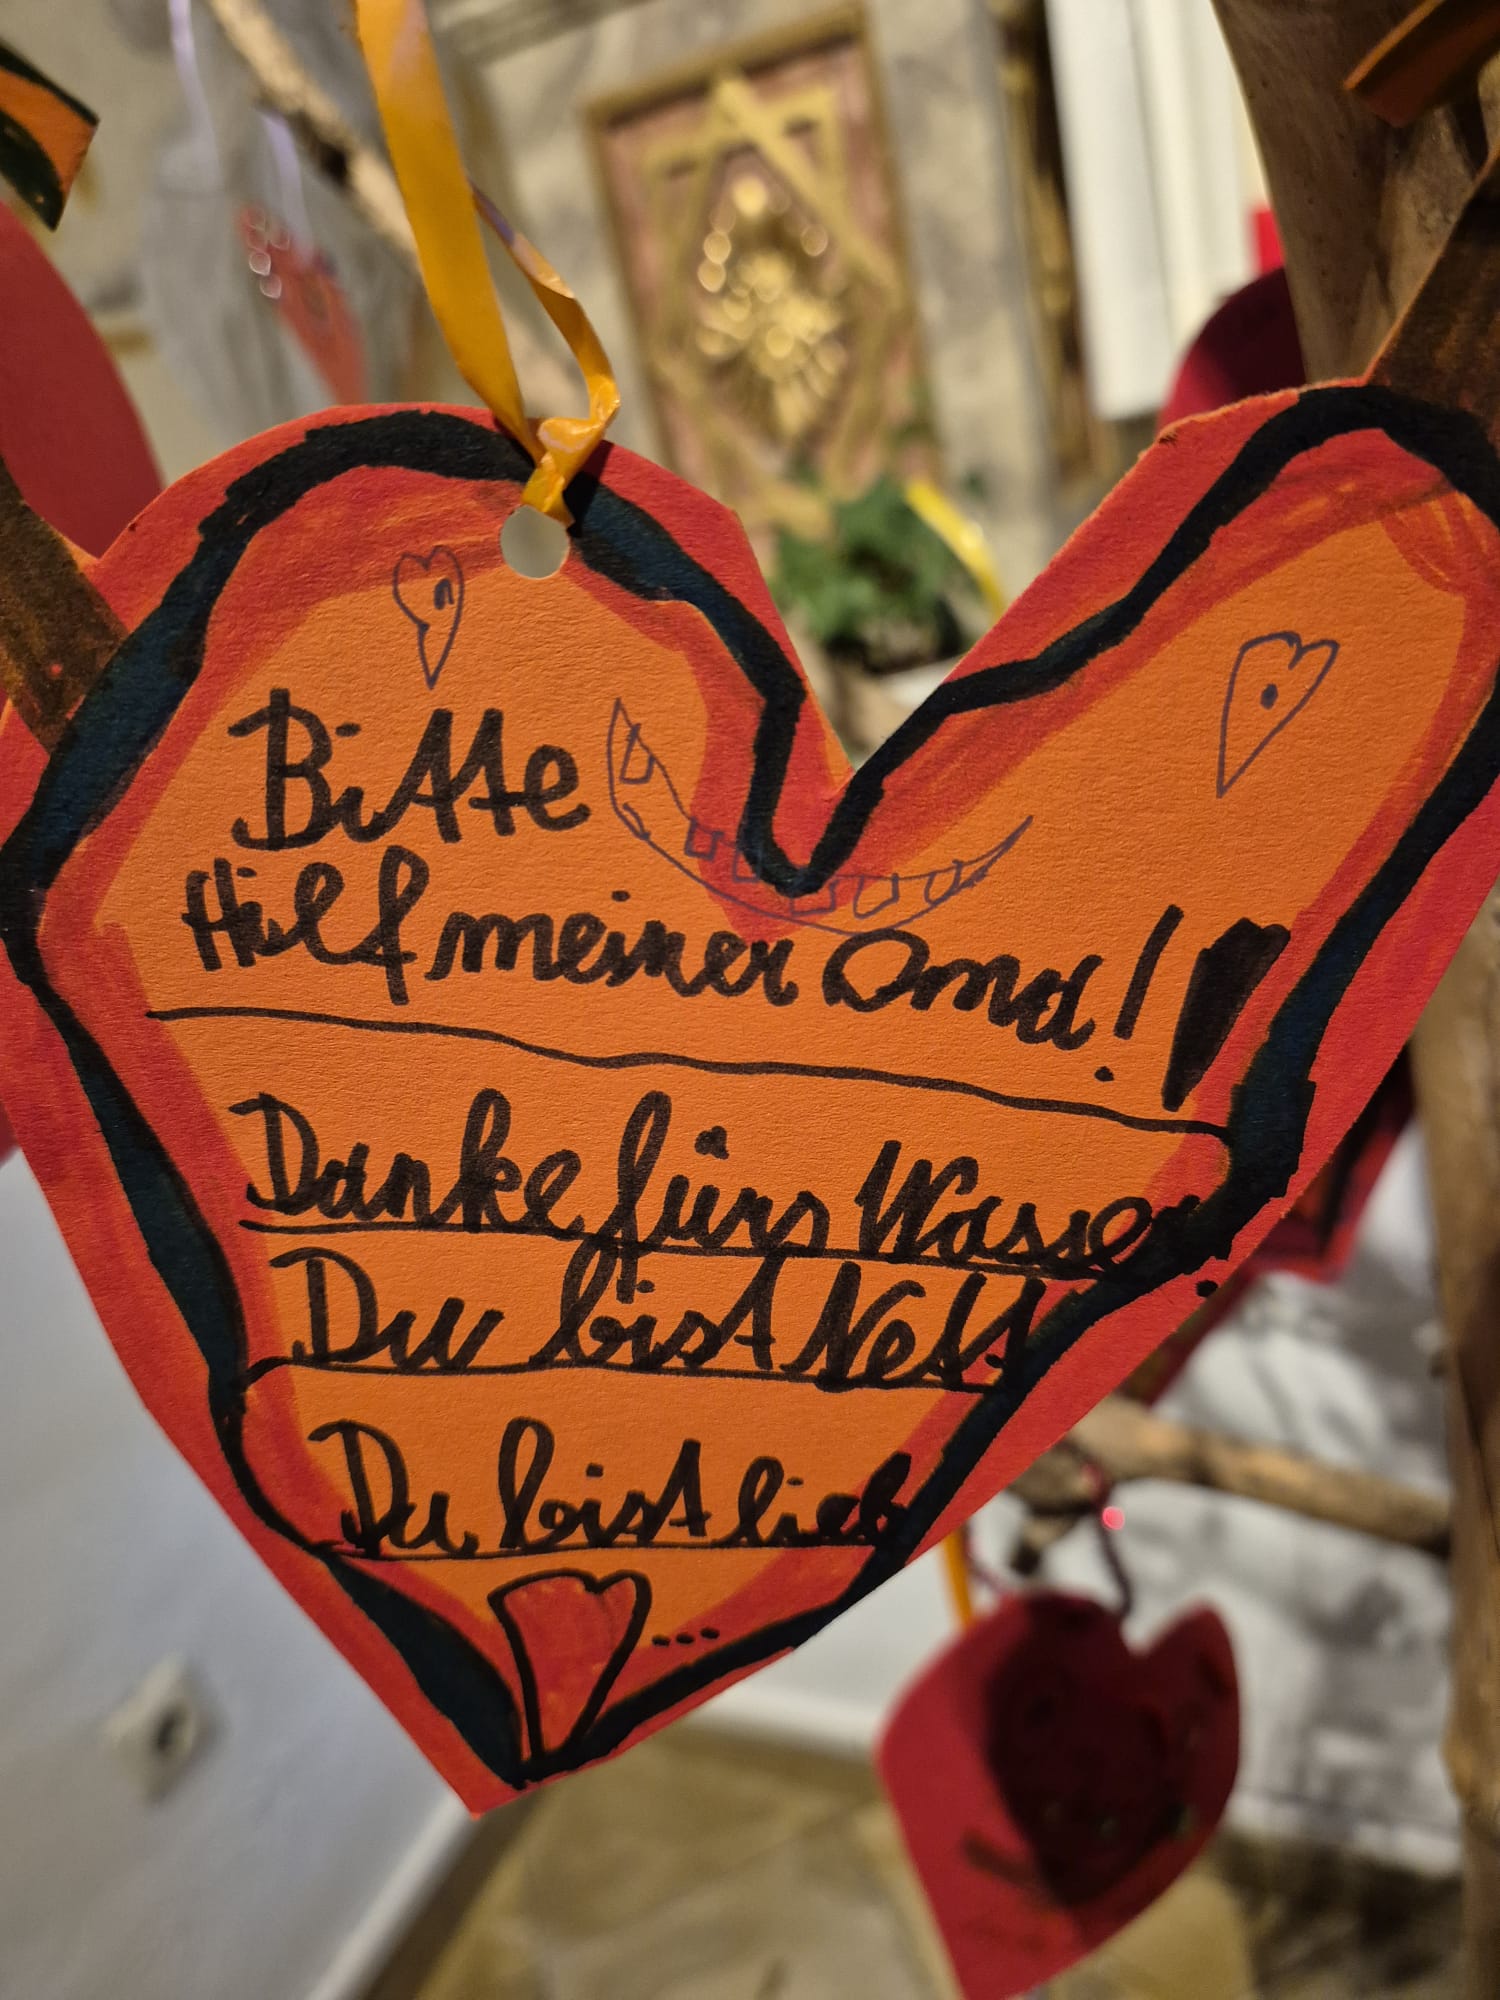 Bitte
Hilf meiner Oma!
Danke fürs Wasser
Du bist Nett!
Du bist lieb
...